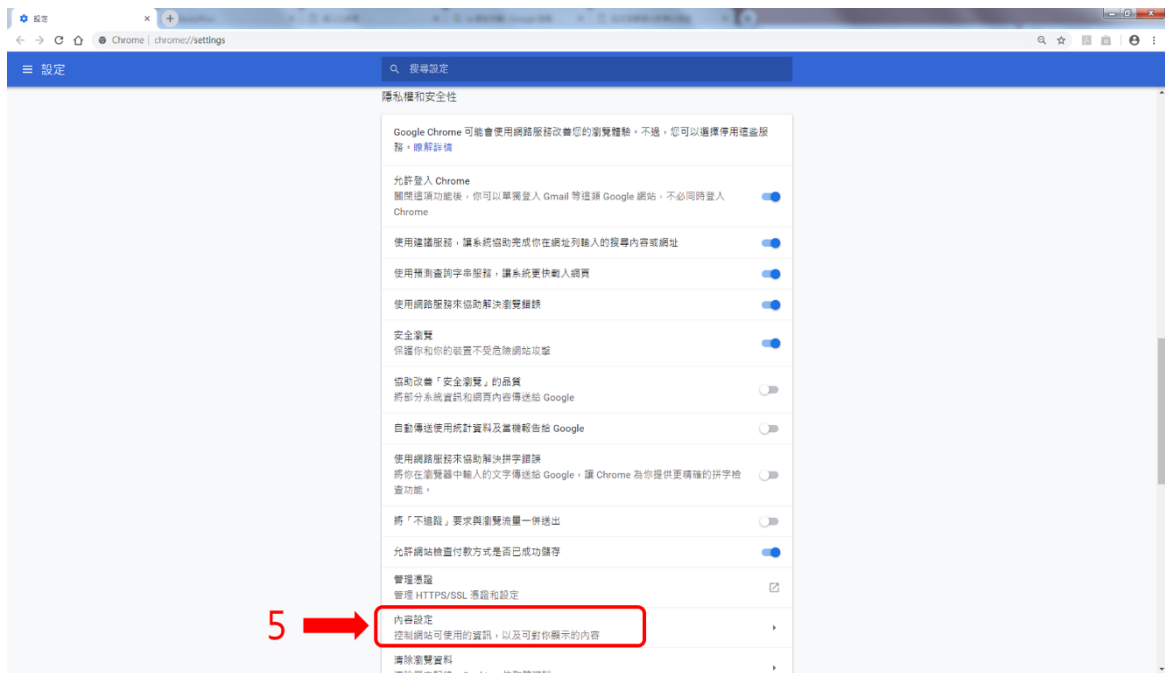 設定
Chrome | chrome://settings
設定
搜尋設定
隱私權和安全性
Google Chrome 可能會使用網路服務改善您的瀏覽體驗。不過，您可以選擇停用這些服
務。瞭解詳情
允許登入 Chrome
關閉這項功能後，你可以單獨登入 Gmail 等這類 Google 網站，不必同時登入
Chrome
使用建議服務，讓系統協助完成你在網址列輸入的搜尋內容或網址
使用預測查詢字串服務，讓系統更快載入網頁
使用網路服務來協助解決瀏覽錯誤
安全瀏覽
保護你和你的裝置不受危險網站攻擊
協助改善「安全瀏覽」的品質
將部分系統資訊和網頁內容傳送給 Google
自動傳送使用統計資料及當機報告給 Google
使用網路服務來協助解決拼字錯誤
將你在瀏覽器中輸入的文字傳送給 Google，讓 Chrome 為你提供更精確的拼字檢
查功能。
將「不追蹤」要求與瀏覽流量一併送出
允許網站檢查付款方式是否已成功儲存
管理憑證
管理 HTTPS/SSL 憑證和設定
5
內容設定
控制網站可使用的資訊，以及可對你顯示的內容
清除瀏覽資料